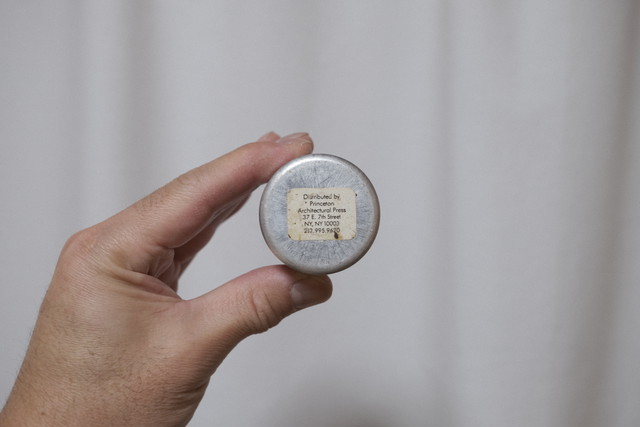 Distributed by
Princeton
Architectural Press
37 E. 7th Street
NY, NY 10003
212.995.9620